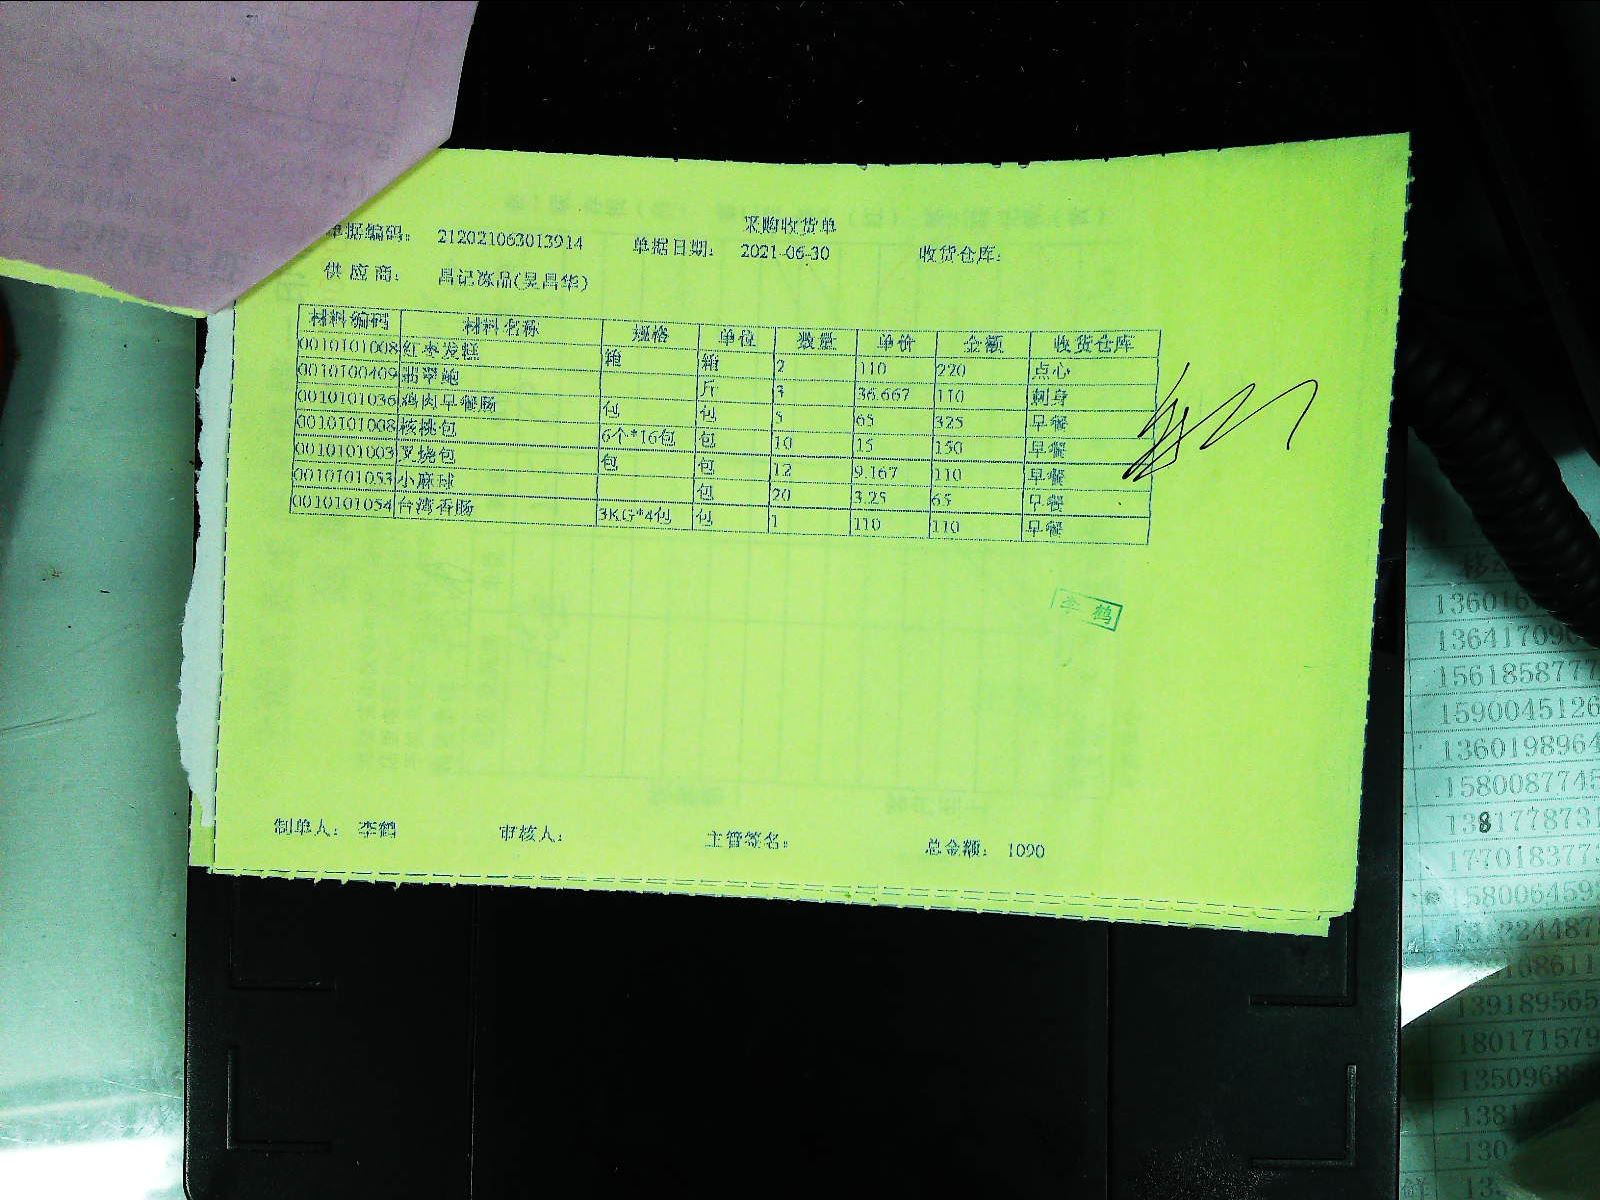 采购收货单
单据编码: 212021063013914 单据日期: 2021-06-30 收货仓库:
供应商: 昌记冻品(吴昌华)
材料编码 材料名称 规格 单位 数量 单价 金额 收货仓库
0010101008 红枣发糕 箱 箱 2 110 220 点心
0010100409 翡翠鲍 斤 3 36.667 110 刺身
0010101036 鸡肉早餐肠 包 包 5 65 325 早餐
0010101008 核桃包 6个*16包 包 10 15 150 早餐
0010101003 叉烧包 包 包 12 9.167 110 早餐
0010101053 小麻球 包 20 3.25 65 早餐
0010101054 台湾香肠 3KG*4包 包 1 110 110 早餐
李鹤
制单人: 李鹤 审核人: 主管签名: 总金额: 1090
1561858777
1590045126
1360198964
1580087745
1381778731
177018377
158006459
139189565
180171579